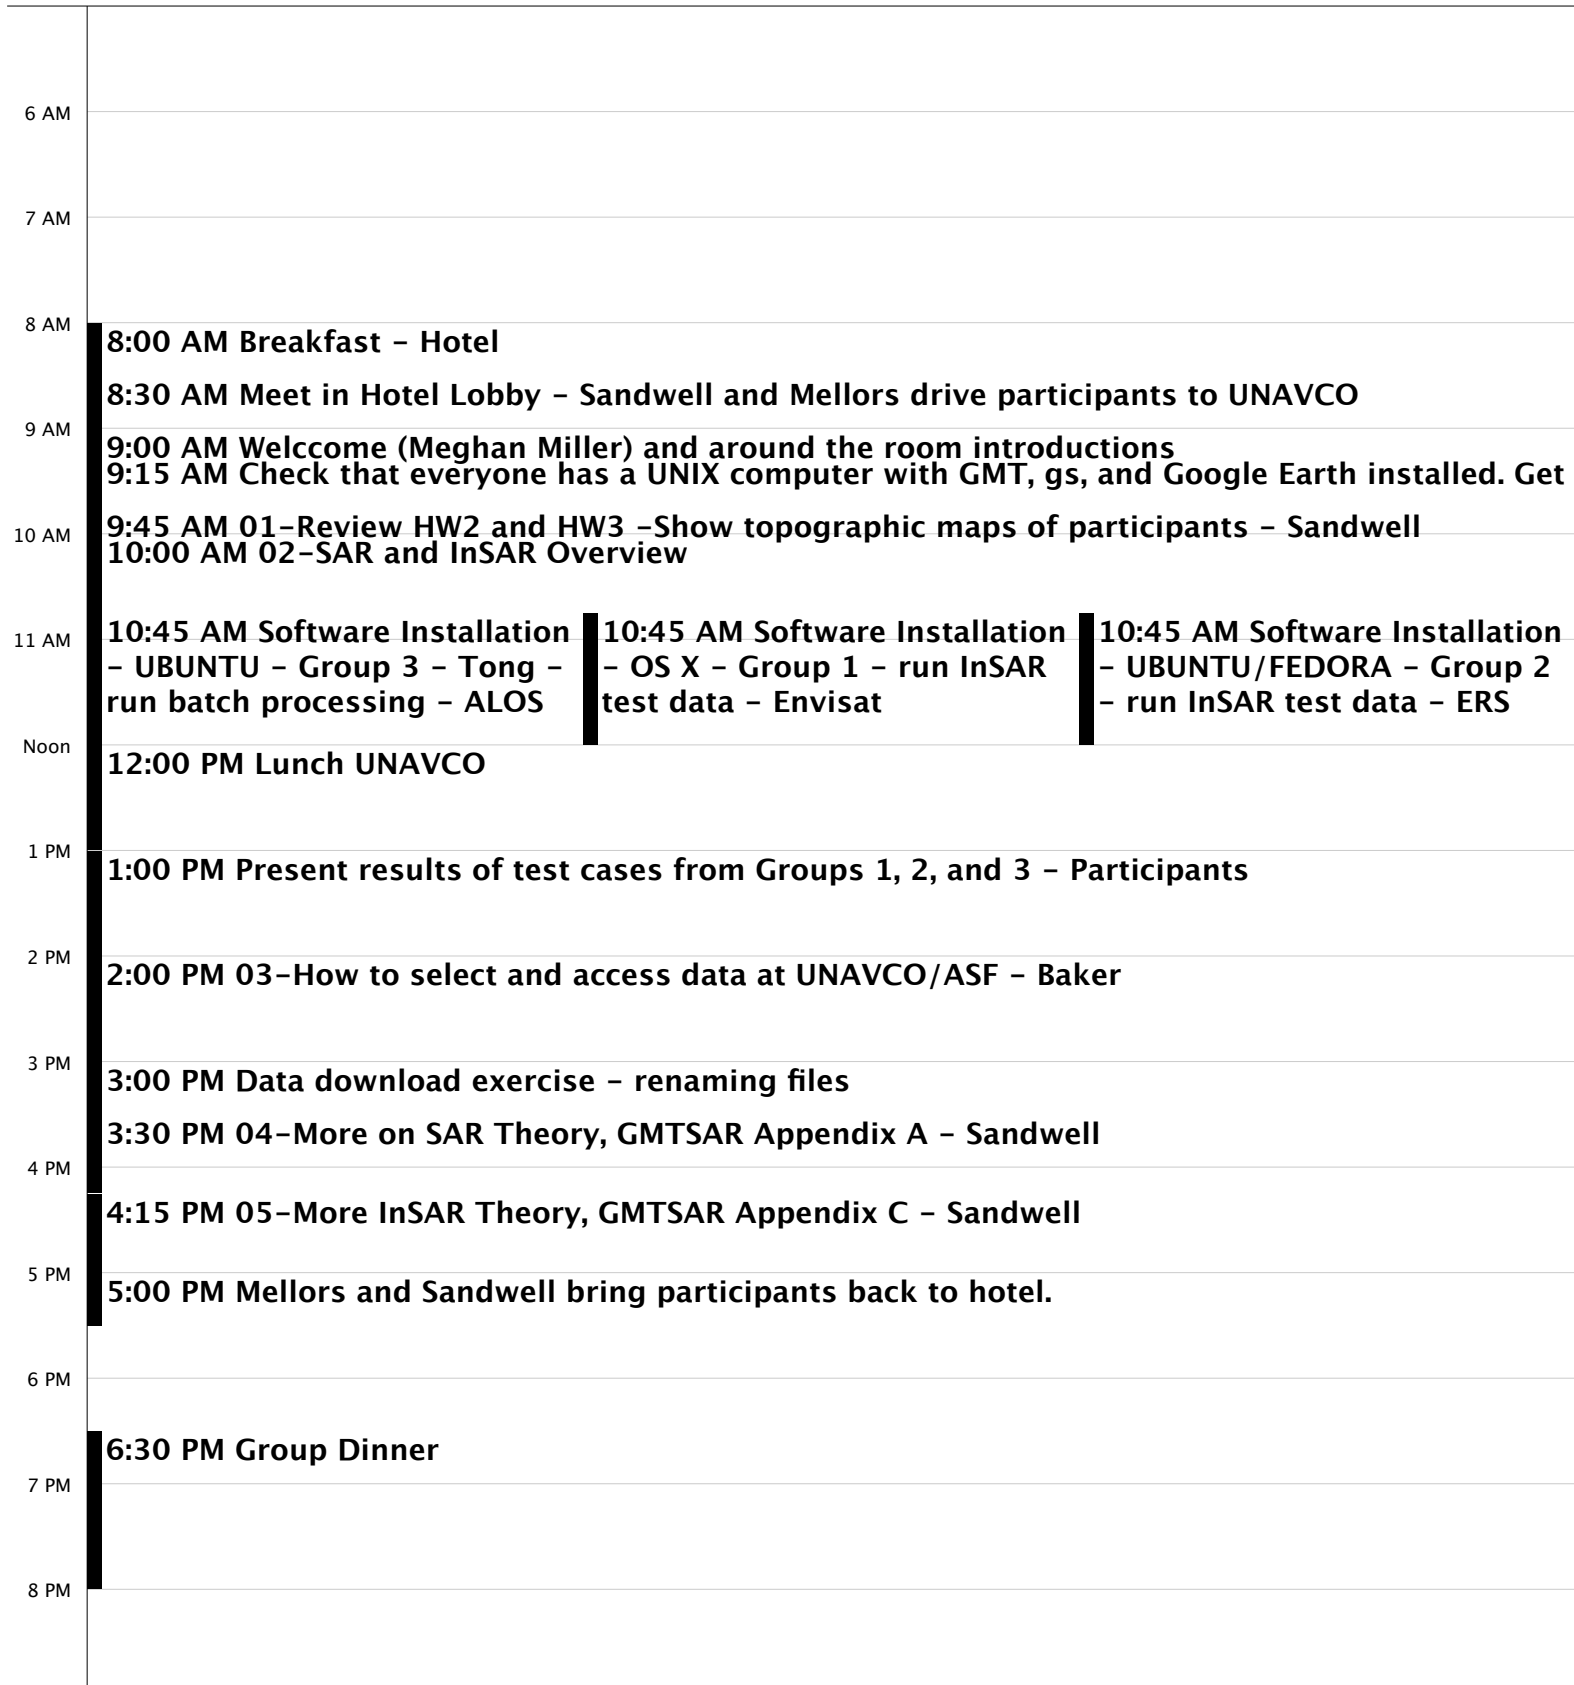 6 AM
7 AM
8 AM
8:00 AM Breakfast – Hotel
8:30 AM Meet in Hotel Lobby – Sandwell and Mellors drive participants to UNAVCO
9 AM
9:00 AM Welccome (Meghan Miller) and around the room introductions
9:15 AM Check that everyone has a UNIX computer with GMT, gs, and Google Earth installed. Get
9:45 AM 01–Review HW2 and HW3 –Show topographic maps of participants – Sandwell
10 AM
10:00 AM 02–SAR and InSAR Overview
10:45 AM Software Installation
– UBUNTU – Group 3 – Tong –
run batch processing – ALOS
10:45 AM Software Installation
– OS X – Group 1 – run InSAR
test data – Envisat
10:45 AM Software Installation
– UBUNTU/FEDORA – Group 2
– run InSAR test data – ERS
11 AM
Noon
12:00 PM Lunch UNAVCO
1 PM
1:00 PM Present results of test cases from Groups 1, 2, and 3 – Participants
2 PM
2:00 PM 03–How to select and access data at UNAVCO/ASF – Baker
3 PM
3:00 PM Data download exercise – renaming files
3:30 PM 04–More on SAR Theory, GMTSAR Appendix A – Sandwell
4 PM
4:15 PM 05–More InSAR Theory, GMTSAR Appendix C – Sandwell
5 PM
5:00 PM Mellors and Sandwell bring participants back to hotel.
6 PM
6:30 PM Group Dinner
7 PM
8 PM